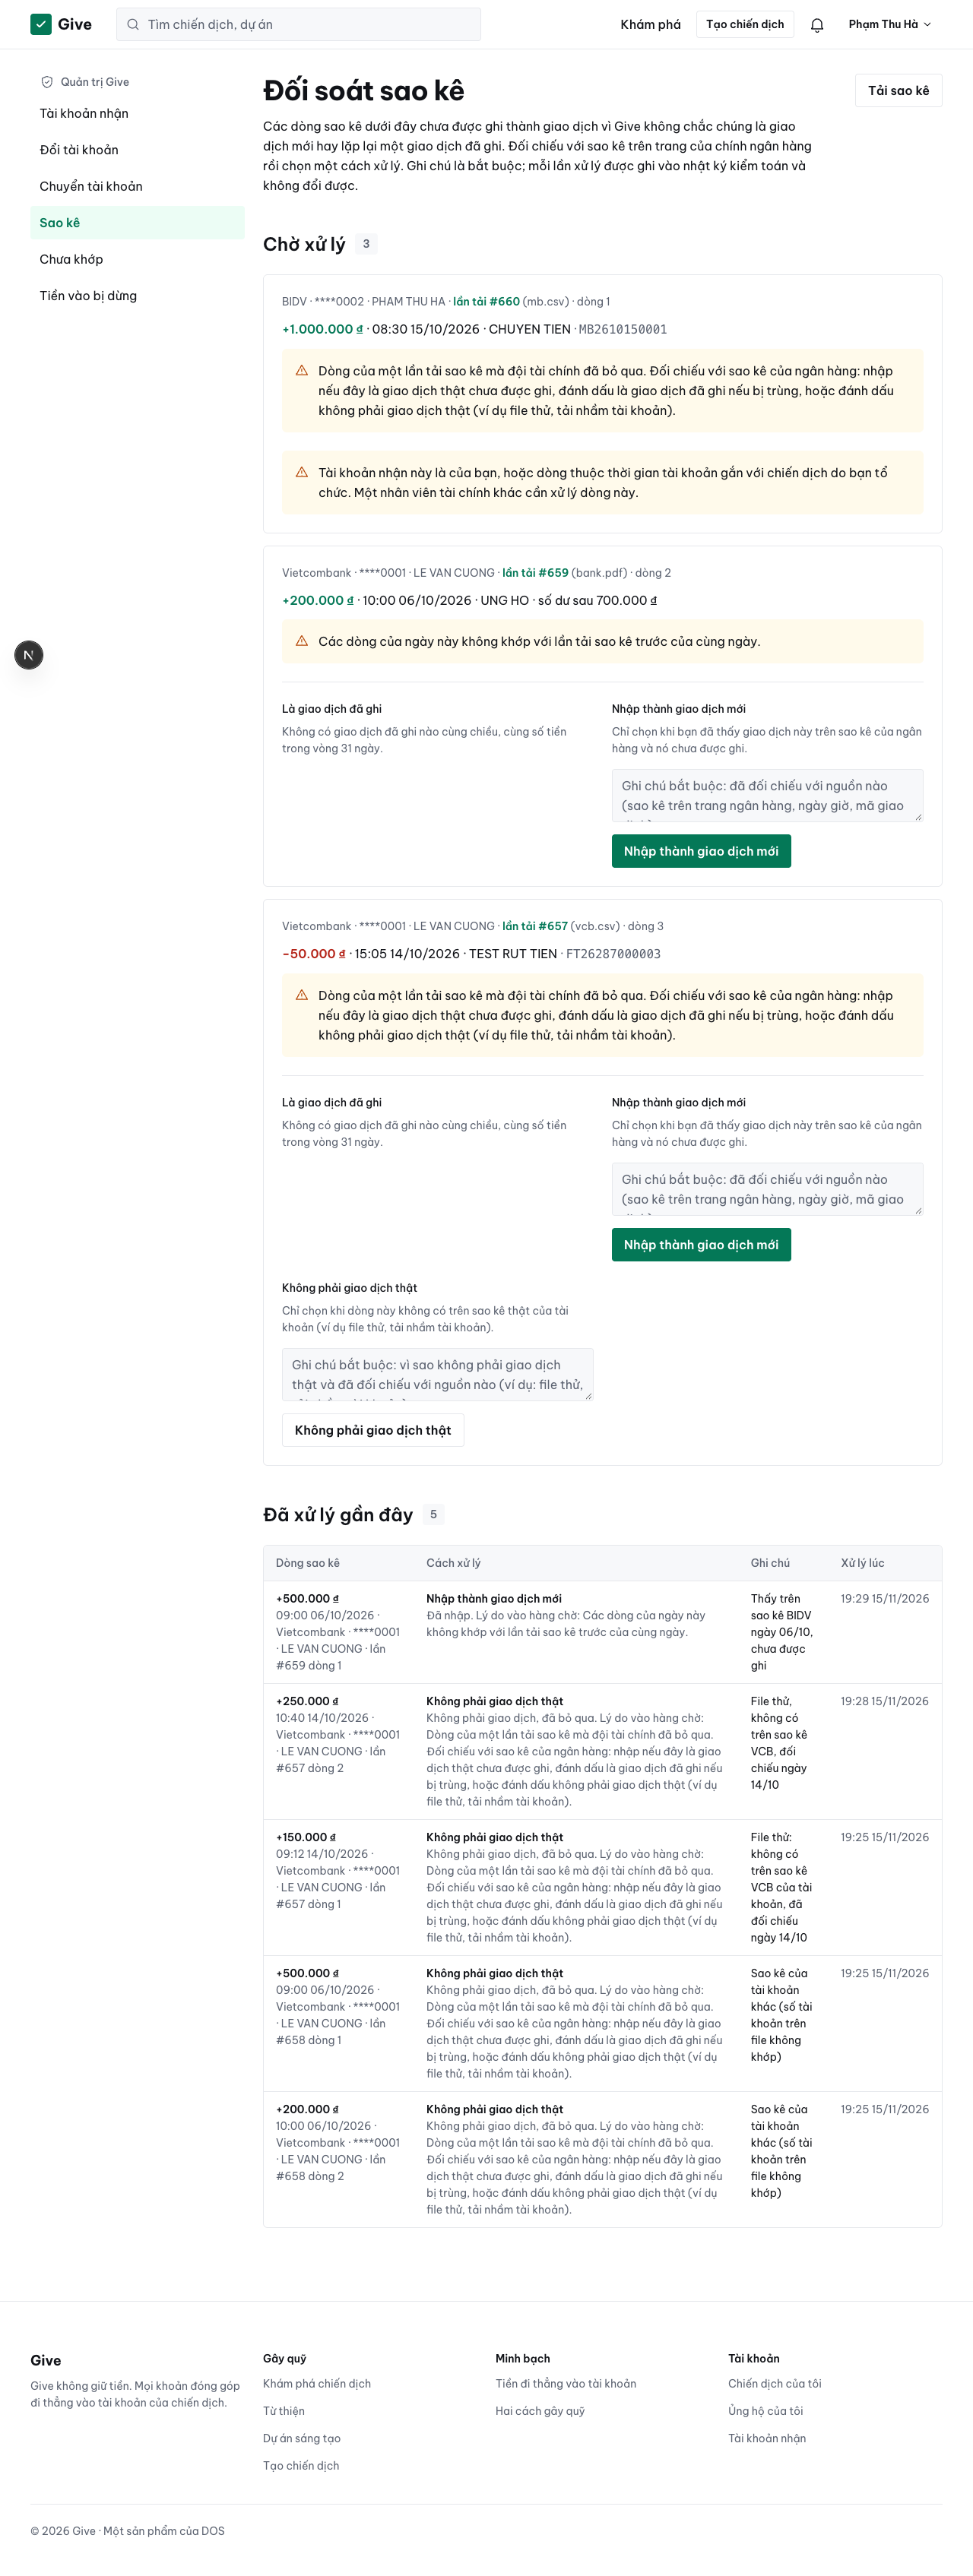 Give
Tìm chiến dịch, dự án
Khám phá
Tạo chiến dịch
Phạm Thu Hà
Quản trị Give
Tài khoản nhận
Đổi tài khoản
Chuyển tài khoản
Sao kê
Chưa khớp
Tiền vào bị dừng
Đối soát sao kê
Tải sao kê
Các dòng sao kê dưới đây chưa được ghi thành giao dịch vì Give không chắc chúng là giao
dịch mới hay lặp lại một giao dịch đã ghi. Đối chiếu với sao kê trên trang của chính ngân hàng
rồi chọn một cách xử lý. Ghi chú là bắt buộc; mỗi lần xử lý được ghi vào nhật ký kiểm toán và
không đổi được.
Chờ xử lý 3
BIDV · ****0002 · PHAM THU HA · lần tải #660 (mb.csv) · dòng 1
+1.000.000 ₫ · 08:30 15/10/2026 · CHUYEN TIEN · MB2610150001
Dòng của một lần tải sao kê mà đội tài chính đã bỏ qua. Đối chiếu với sao kê của ngân hàng: nhập
nếu đây là giao dịch thật chưa được ghi, đánh dấu là giao dịch đã ghi nếu bị trùng, hoặc đánh dấu
không phải giao dịch thật (ví dụ file thử, tải nhầm tài khoản).
Tài khoản nhận này là của bạn, hoặc dòng thuộc thời gian tài khoản gắn với chiến dịch do bạn tổ
chức. Một nhân viên tài chính khác cần xử lý dòng này.
Vietcombank · ****0001 · LE VAN CUONG · lần tải #659 (bank.pdf) · dòng 2
+200.000 ₫ · 10:00 06/10/2026 · UNG HO · số dư sau 700.000 ₫
Các dòng của ngày này không khớp với lần tải sao kê trước của cùng ngày.
Là giao dịch đã ghi
Không có giao dịch đã ghi nào cùng chiều, cùng số tiền
trong vòng 31 ngày.
Nhập thành giao dịch mới
Chỉ chọn khi bạn đã thấy giao dịch này trên sao kê của ngân
hàng và nó chưa được ghi.
Ghi chú bắt buộc: đã đối chiếu với nguồn nào
(sao kê trên trang ngân hàng, ngày giờ, mã giao
Nhập thành giao dịch mới
Vietcombank · ****0001 · LE VAN CUONG · lần tải #657 (vcb.csv) · dòng 3
-50.000 ₫ · 15:05 14/10/2026 · TEST RUT TIEN · FT26287000003
Dòng của một lần tải sao kê mà đội tài chính đã bỏ qua. Đối chiếu với sao kê của ngân hàng: nhập
nếu đây là giao dịch thật chưa được ghi, đánh dấu là giao dịch đã ghi nếu bị trùng, hoặc đánh dấu
không phải giao dịch thật (ví dụ file thử, tải nhầm tài khoản).
Là giao dịch đã ghi
Không có giao dịch đã ghi nào cùng chiều, cùng số tiền
trong vòng 31 ngày.
Nhập thành giao dịch mới
Chỉ chọn khi bạn đã thấy giao dịch này trên sao kê của ngân
hàng và nó chưa được ghi.
Ghi chú bắt buộc: đã đối chiếu với nguồn nào
(sao kê trên trang ngân hàng, ngày giờ, mã giao
Nhập thành giao dịch mới
Không phải giao dịch thật
Chỉ chọn khi dòng này không có trên sao kê thật của tài
khoản (ví dụ file thử, tải nhầm tài khoản).
Ghi chú bắt buộc: vì sao không phải giao dịch
thật và đã đối chiếu với nguồn nào (ví dụ: file thử,
Không phải giao dịch thật
Đã xử lý gần đây 5
Dòng sao kê
Cách xử lý
Ghi chú
Xử lý lúc
+500.000 ₫
09:00 06/10/2026 ·
Vietcombank · ****0001
· LE VAN CUONG · lần
#659 dòng 1
Nhập thành giao dịch mới
Đã nhập. Lý do vào hàng chờ: Các dòng của ngày này
không khớp với lần tải sao kê trước của cùng ngày.
Thấy trên
sao kê BIDV
ngày 06/10,
chưa được
ghi
19:29 15/11/2026
+250.000 ₫
10:40 14/10/2026 ·
Vietcombank · ****0001
· LE VAN CUONG · lần
#657 dòng 2
Không phải giao dịch thật
Không phải giao dịch, đã bỏ qua. Lý do vào hàng chờ:
Dòng của một lần tải sao kê mà đội tài chính đã bỏ qua.
Đối chiếu với sao kê của ngân hàng: nhập nếu đây là giao
dịch thật chưa được ghi, đánh dấu là giao dịch đã ghi nếu
bị trùng, hoặc đánh dấu không phải giao dịch thật (ví dụ
file thử, tải nhầm tài khoản).
File thử,
không có
trên sao kê
VCB, đối
chiếu ngày
14/10
19:28 15/11/2026
+150.000 ₫
09:12 14/10/2026 ·
Vietcombank · ****0001
· LE VAN CUONG · lần
#657 dòng 1
Không phải giao dịch thật
Không phải giao dịch, đã bỏ qua. Lý do vào hàng chờ:
Dòng của một lần tải sao kê mà đội tài chính đã bỏ qua.
Đối chiếu với sao kê của ngân hàng: nhập nếu đây là giao
dịch thật chưa được ghi, đánh dấu là giao dịch đã ghi nếu
bị trùng, hoặc đánh dấu không phải giao dịch thật (ví dụ
file thử, tải nhầm tài khoản).
File thử:
không có
trên sao kê
VCB của tài
khoản, đã
đối chiếu
ngày 14/10
19:25 15/11/2026
+500.000 ₫
09:00 06/10/2026 ·
Vietcombank · ****0001
· LE VAN CUONG · lần
#658 dòng 1
Không phải giao dịch thật
Không phải giao dịch, đã bỏ qua. Lý do vào hàng chờ:
Dòng của một lần tải sao kê mà đội tài chính đã bỏ qua.
Đối chiếu với sao kê của ngân hàng: nhập nếu đây là giao
dịch thật chưa được ghi, đánh dấu là giao dịch đã ghi nếu
bị trùng, hoặc đánh dấu không phải giao dịch thật (ví dụ
file thử, tải nhầm tài khoản).
Sao kê của
tài khoản
khác (số tài
khoản trên
file không
khớp)
19:25 15/11/2026
+200.000 ₫
10:00 06/10/2026 ·
Vietcombank · ****0001
· LE VAN CUONG · lần
#658 dòng 2
Không phải giao dịch thật
Không phải giao dịch, đã bỏ qua. Lý do vào hàng chờ:
Dòng của một lần tải sao kê mà đội tài chính đã bỏ qua.
Đối chiếu với sao kê của ngân hàng: nhập nếu đây là giao
dịch thật chưa được ghi, đánh dấu là giao dịch đã ghi nếu
bị trùng, hoặc đánh dấu không phải giao dịch thật (ví dụ
file thử, tải nhầm tài khoản).
Sao kê của
tài khoản
khác (số tài
khoản trên
file không
khớp)
19:25 15/11/2026
Give
Give không giữ tiền. Mọi khoản đóng góp
đi thẳng vào tài khoản của chiến dịch.
Gây quỹ
Khám phá chiến dịch
Từ thiện
Dự án sáng tạo
Tạo chiến dịch
Minh bạch
Tiền đi thẳng vào tài khoản
Hai cách gây quỹ
Tài khoản
Chiến dịch của tôi
Ủng hộ của tôi
Tài khoản nhận
© 2026 Give · Một sản phẩm của DOS